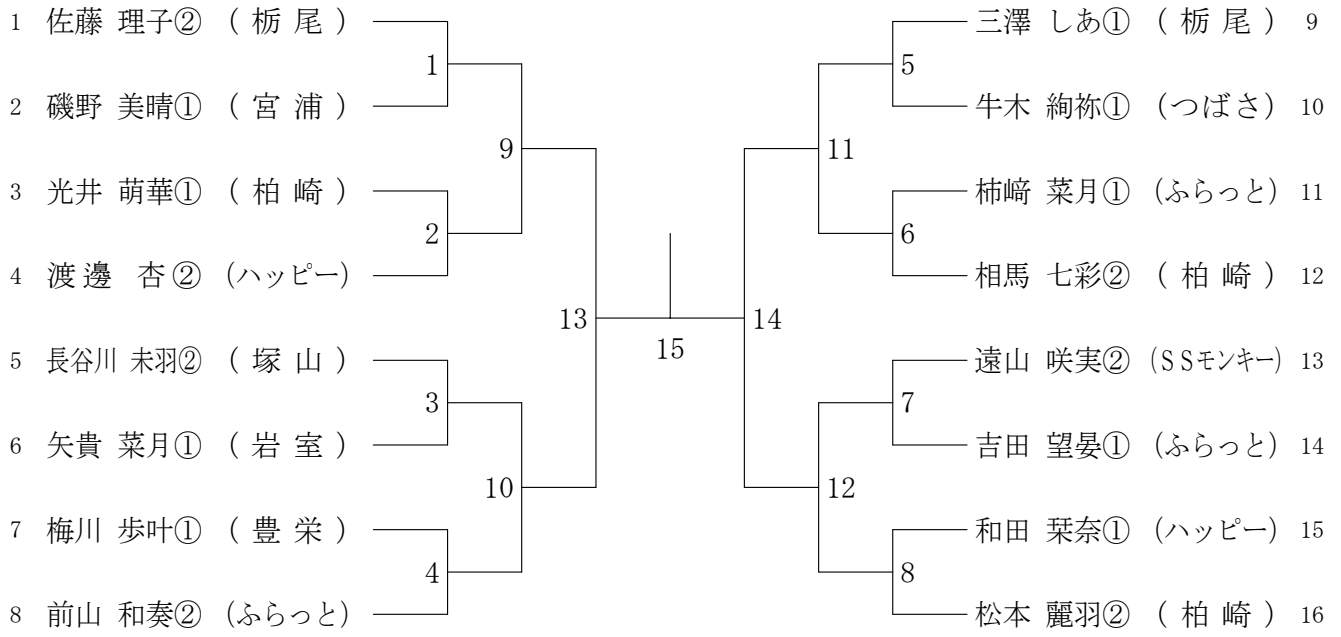 1 佐藤 理子② ( 栃 尾 )
1
2 磯野 美晴① ( 宮 浦 )
9
3 光井 萌華① ( 柏 崎 )
2
4 渡邊 杏② (ハッピー)
13
5 長谷川 未羽② ( 塚 山 )
3
6 矢貴 菜月① ( 岩 室 )
10
7 梅川 歩叶① ( 豊 栄 )
4
8 前山 和奏② (ふらっと)
15
三澤 しあ① ( 栃 尾 ) 9
5
牛木 絢祢① (つばさ) 10
11
柿﨑 菜月① (ふらっと) 11
6
相馬 七彩② ( 柏 崎 ) 12
14
遠山 咲実② (SSモンキー) 13
7
吉田 望晏① (ふらっと) 14
12
和田 栞奈① (ハッピー) 15
8
松本 麗羽② ( 柏 崎 ) 16